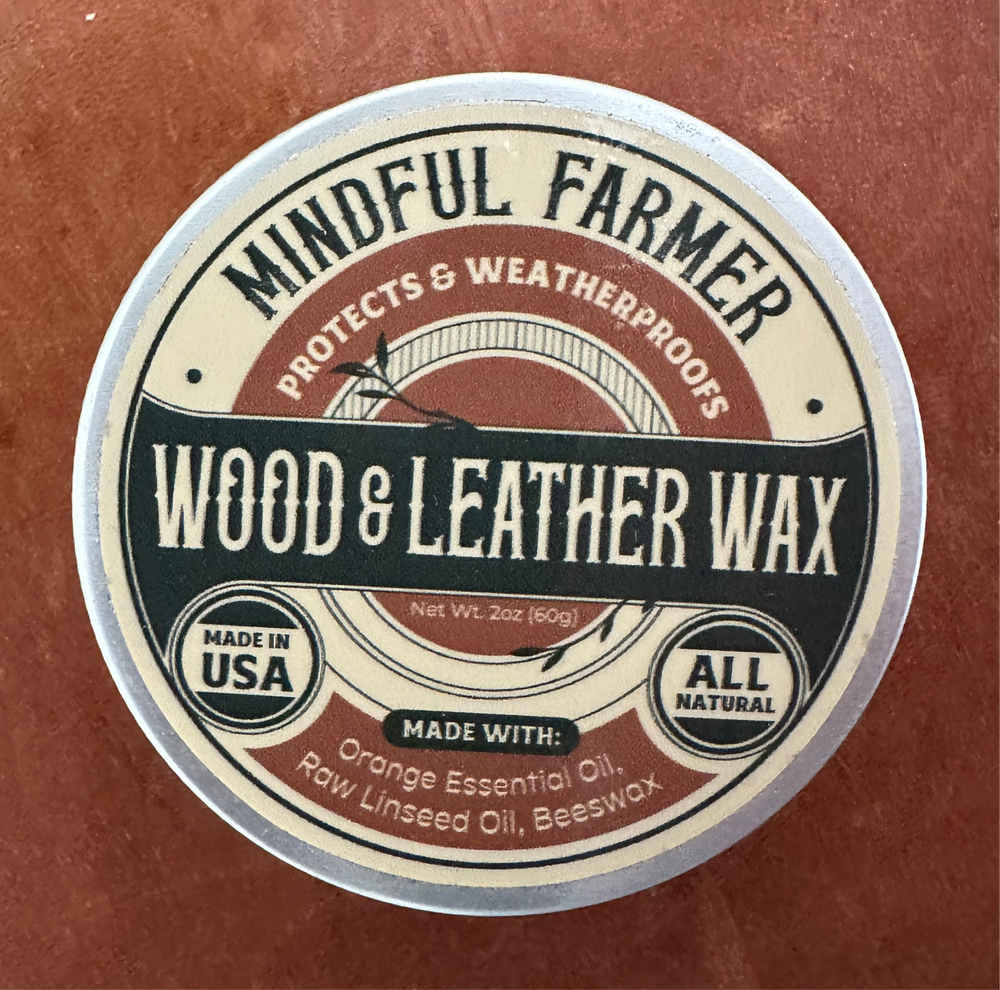 MINDFUL FARMER
PROTECTS & WEATHERPROOFS
WOOD & LEATHER WAX
Net Wt. 2oz (60g)
MADE IN
USA
ALL
NATURAL
MADE WITH:
Orange Essential Oil,
Raw Linseed Oil, Beeswax